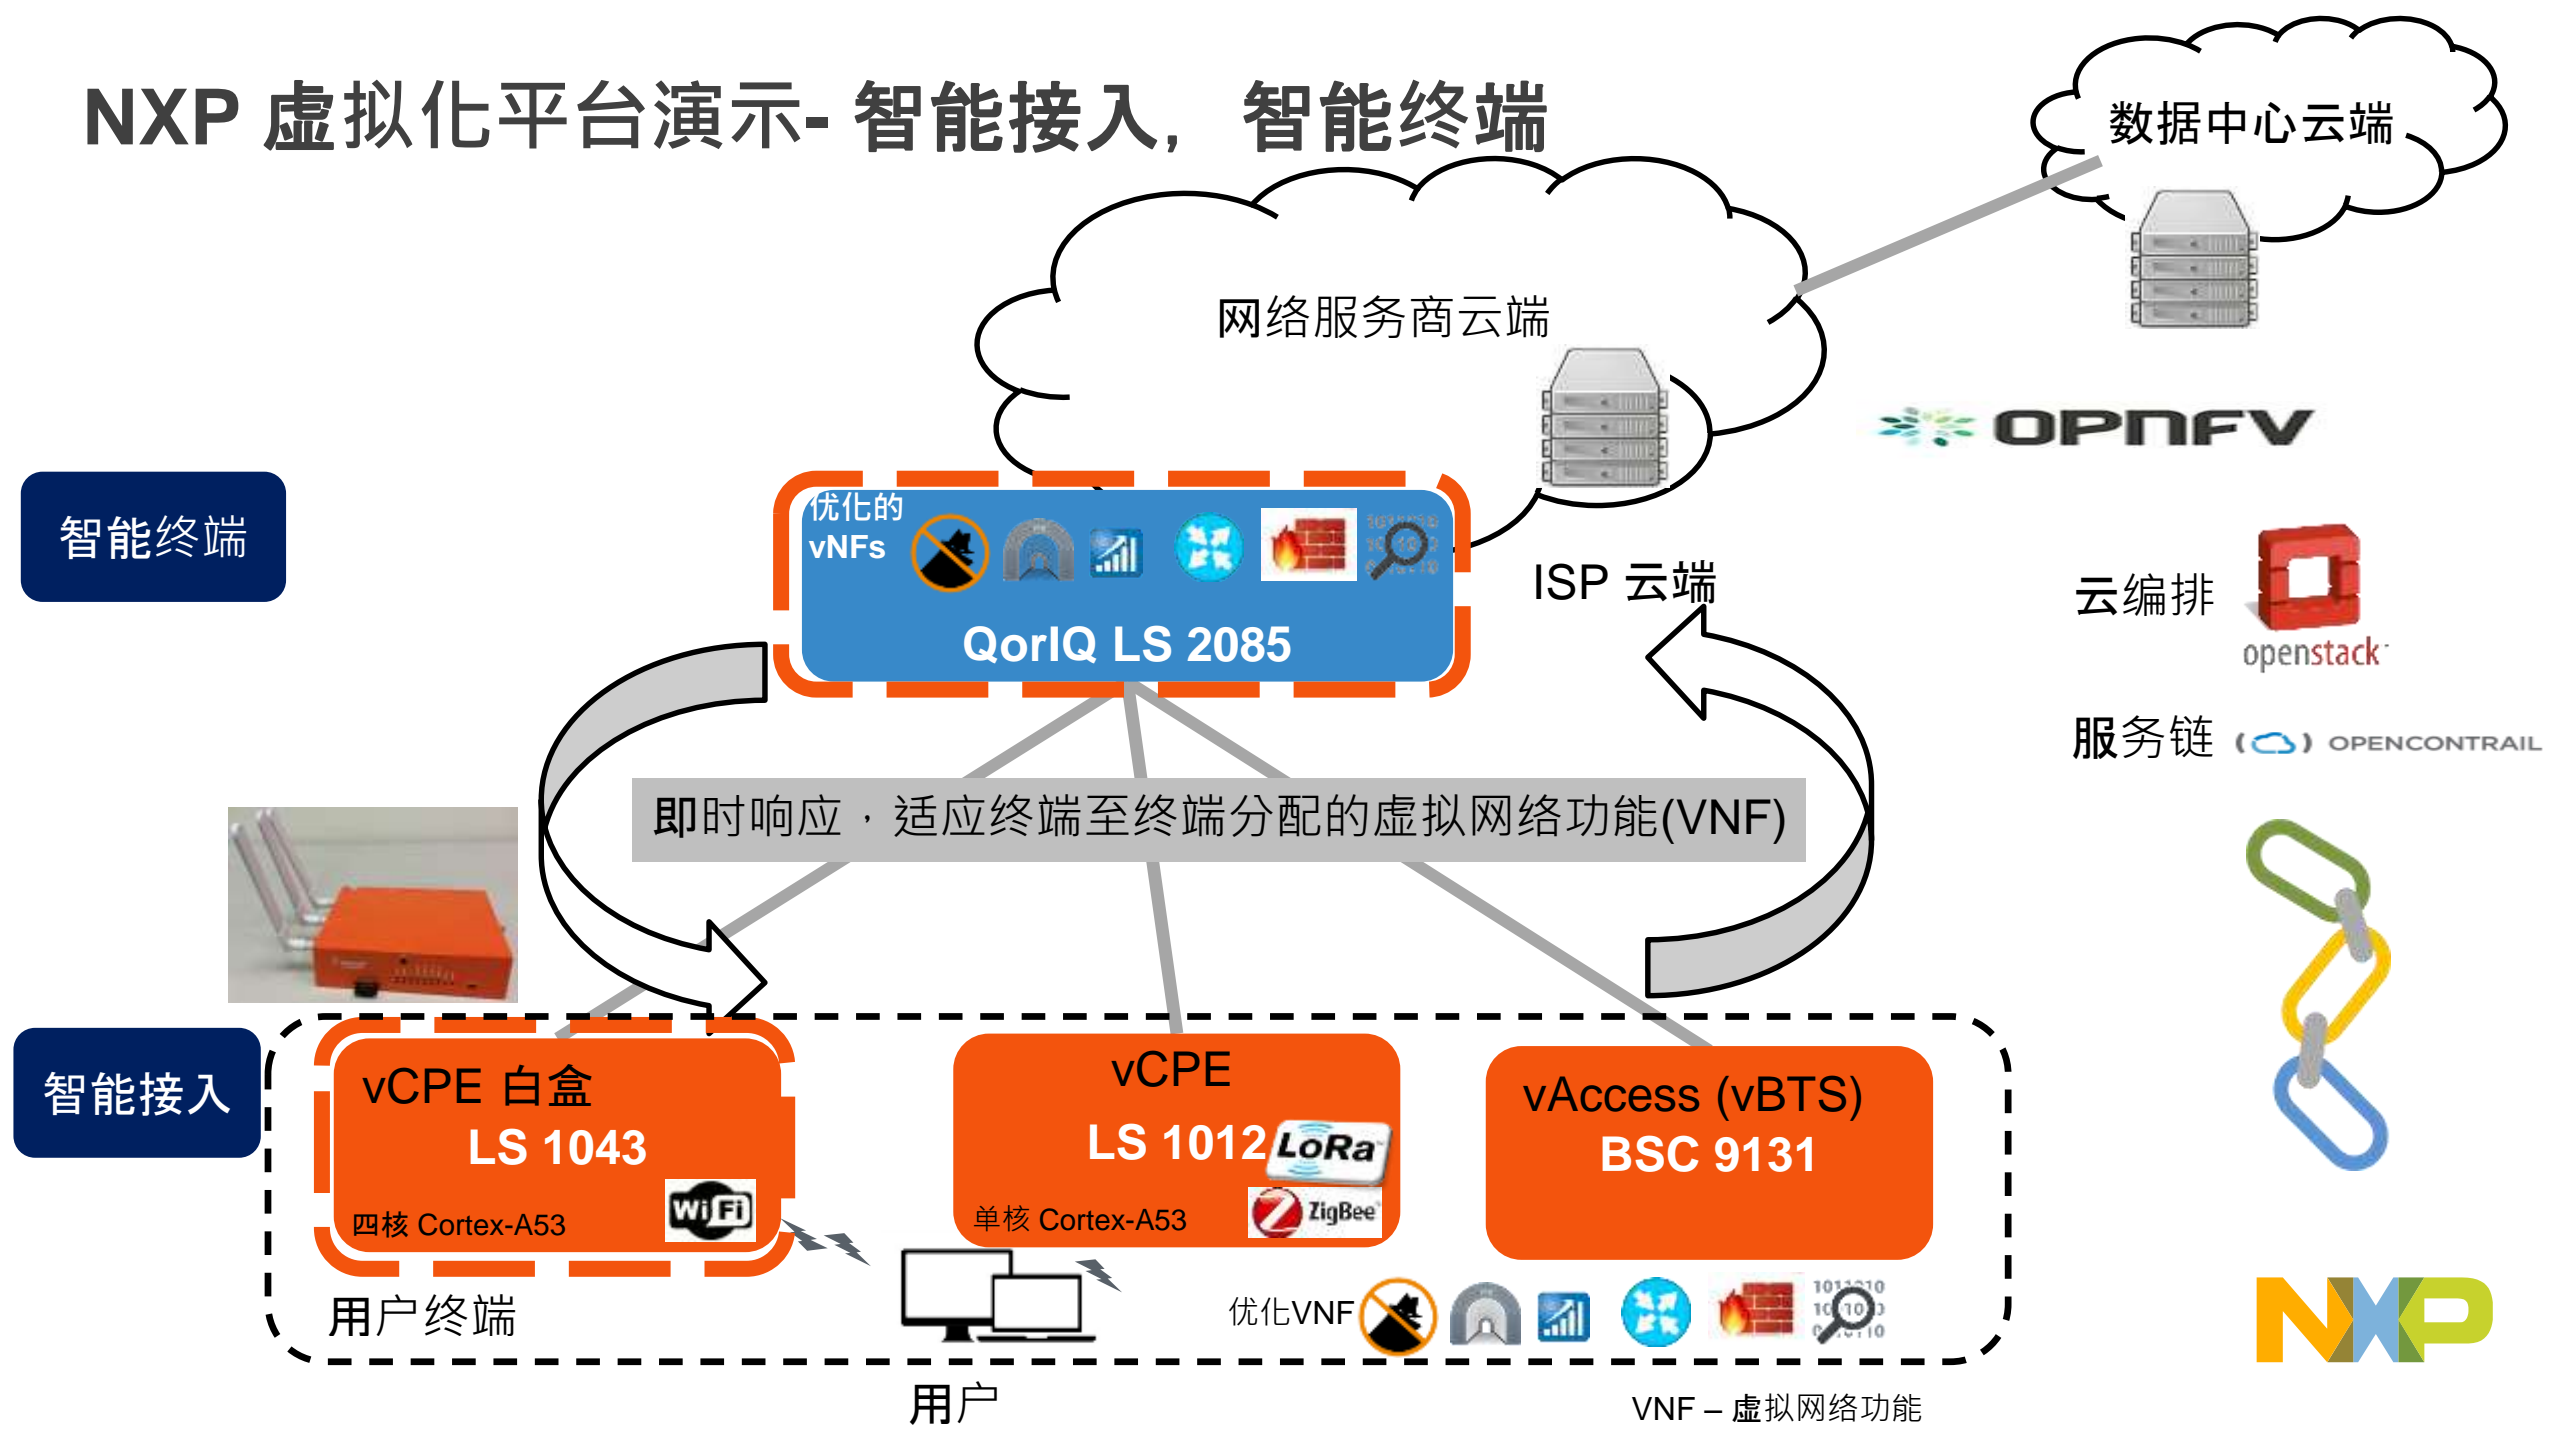 NXP 虚拟化平台演示- 智能接入, 智能终端
数据中心云端
网络服务商云端
OPNFV
智能终端
优化的
vNFs
QorIQ LS 2085
ISP 云端
云编排
openstack
服务链
OPENCONTRAIL
即时响应，适应终端至终端分配的虚拟网络功能(VNF)
智能接入
vCPE 白盒
LS 1043
四核 Cortex-A53
WiFi
vCPE
LS 1012
LoRa
单核 Cortex-A53
ZigBee
vAccess (vBTS)
BSC 9131
用户终端
优化VNF
用户
VNF – 虚拟网络功能
NXP